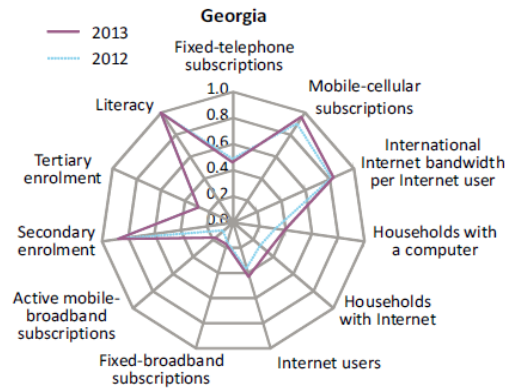 Georgia
2013
2012
Fixed-telephone
subscriptions
Mobile-cellular
subscriptions
International
Internet bandwidth
per Internet user
Households with
a computer
Households
with Internet
Internet users
Fixed-broadband
subscriptions
Active mobile-
broadband
subscriptions
Secondary
enrolment
Tertiary
enrolment
Literacy
1.0
0.8
0.6
0.4
0.2
0.0